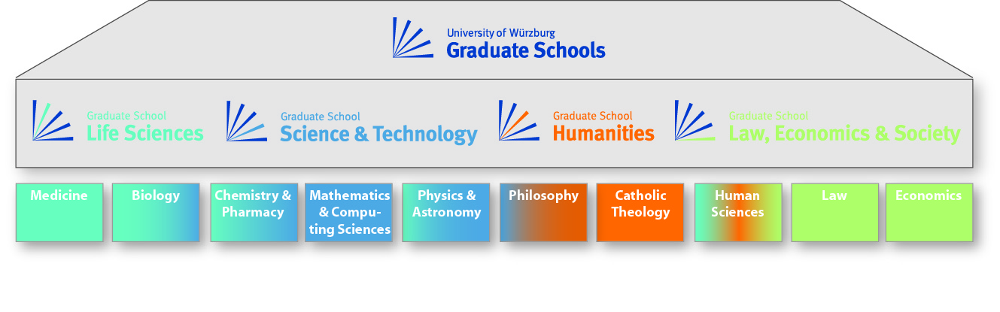 University of Würzburg
Graduate Schools
Graduate School
Life Sciences
Graduate School
Science & Technology
Graduate School
Humanities
Graduate School
Law, Economics & Society
Medicine
Biology
Chemistry &
Pharmacy
Mathematics
& Compu-
ting Sciences
Physics &
Astronomy
Philosophy
Catholic
Theology
Human
Sciences
Law
Economics